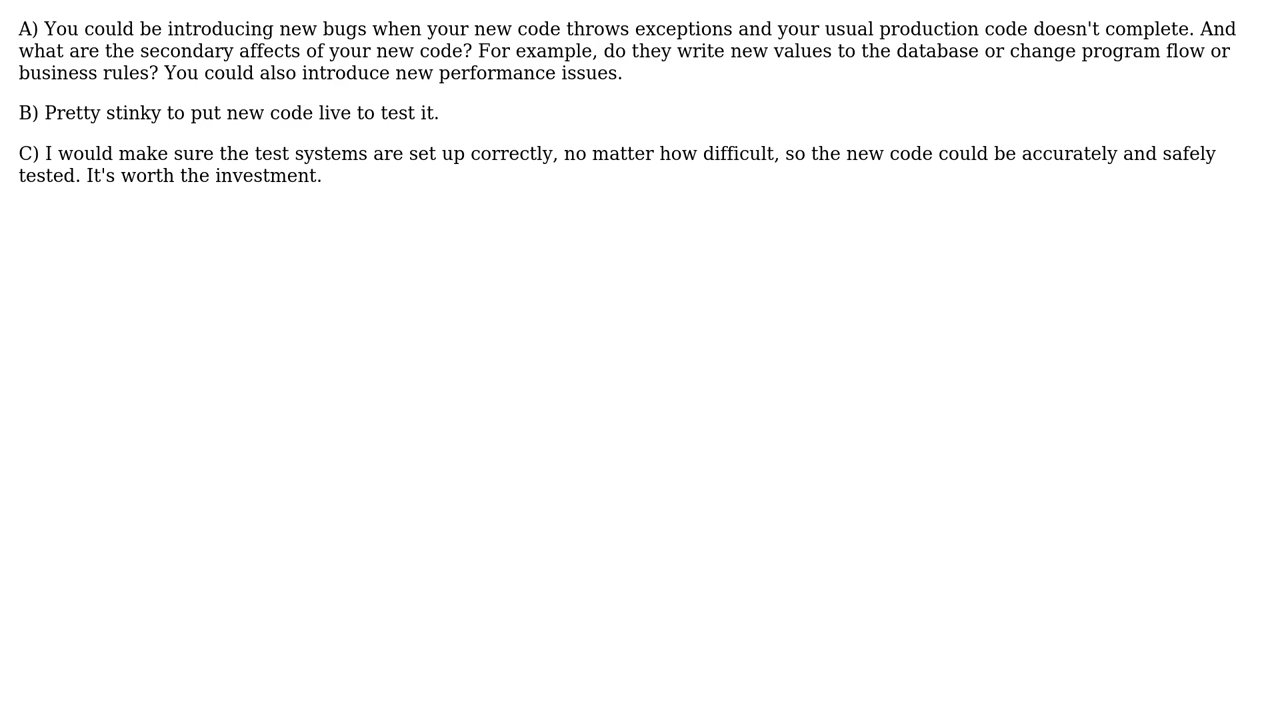 A) You could be introducing new bugs when your new code throws exceptions and your usual production code doesn't complete. And
what are the secondary affects of your new code? For example, do they write new values to the database or change program flow or
business rules? You could also introduce new performance issues.
B) Pretty stinky to put new code live to test it.
C) I would make sure the test systems are set up correctly, no matter how difficult, so the new code could be accurately and safely
tested. It's worth the investment.